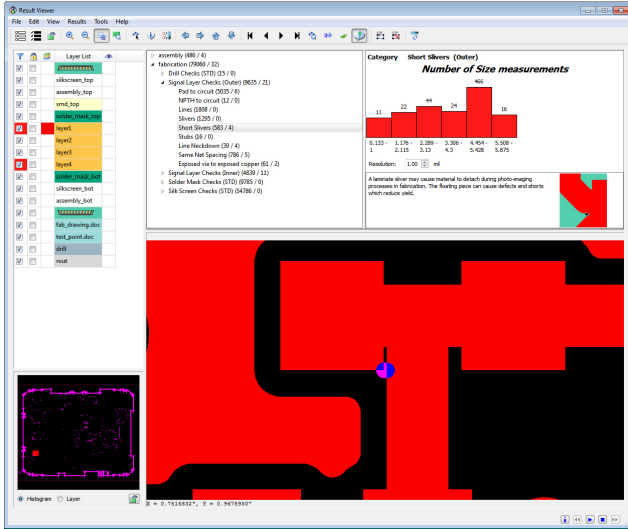 Result Viewer
File Edit View Results Tools Help
Layer List
silkscreen_top
assembly_top
smd_top
solder_mask_top
layer1
layer2
layer3
layer4
solder_mask_bot
silkscreen_bot
assembly_bot
fab_drawing.doc
test_point.doc
drill
rout
assembly (486 / 4)
fabrication (79060 / 32)
Drill Checks (STD) (15 / 0)
Signal Layer Checks (Outer) (9635 / 21)
Pad to circuit (5035 / 6)
NPTH to circuit (12 / 0)
Lines (1808 / 0)
Slivers (1295 / 0)
Short Slivers (583 / 4)
Stubs (16 / 0)
Line Neckdown (39 / 4)
Same Net Spacing (786 / 5)
Exposed via to exposed copper (61 / 2)
Signal Layer Checks (Inner) (4839 / 11)
Solder Mask Checks (STD) (9785 / 0)
Silk Screen Checks (STD) (54786 / 0)
Category Short Slivers (Outer)
Number of Size measurements
11 22 44 24 466 16
0.133 - 1.176 - 2.289 - 3.306 - 4.454 - 5.508 -
1 2.115 3.13 4.3 5.428 5.875
Resolution: 1.00 mil
A laminate sliver may cause material to detach during photo-imaging
processes in fabrication. The floating piece can cause defects and shorts
which reduce yield.
Histogram Layer
X = 0.7515832", Y = 0.9678930"